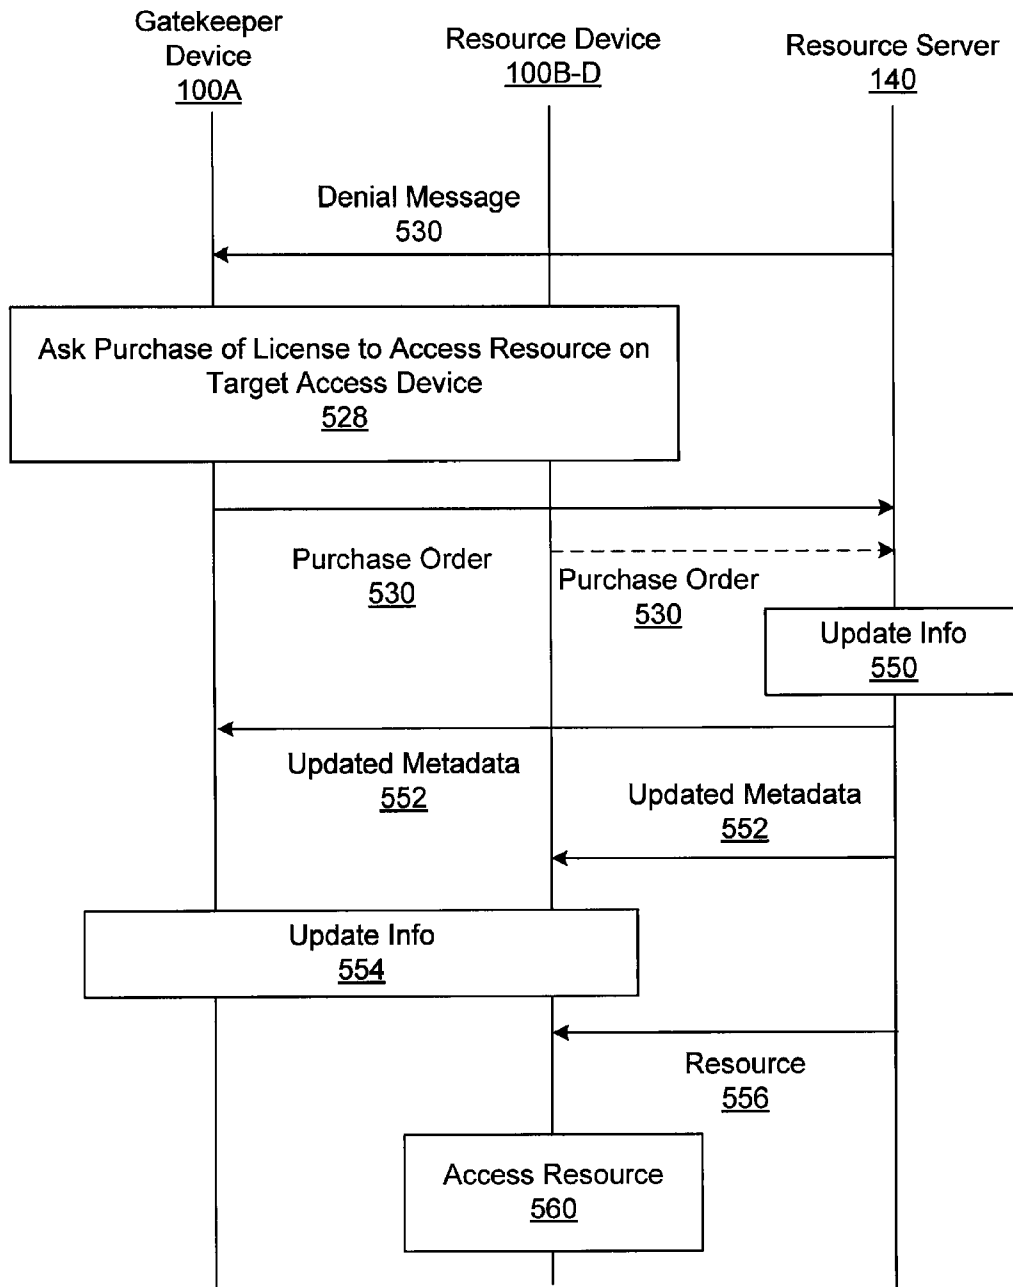 Gatekeeper
Device
100A
Resource Device
100B-D
Resource Server
140
Denial Message
530
Ask Purchase of License to Access Resource on
Target Access Device
528
Purchase Order
530
Purchase Order
530
Update Info
550
Updated Metadata
552
Updated Metadata
552
Update Info
554
Resource
556
Access Resource
560